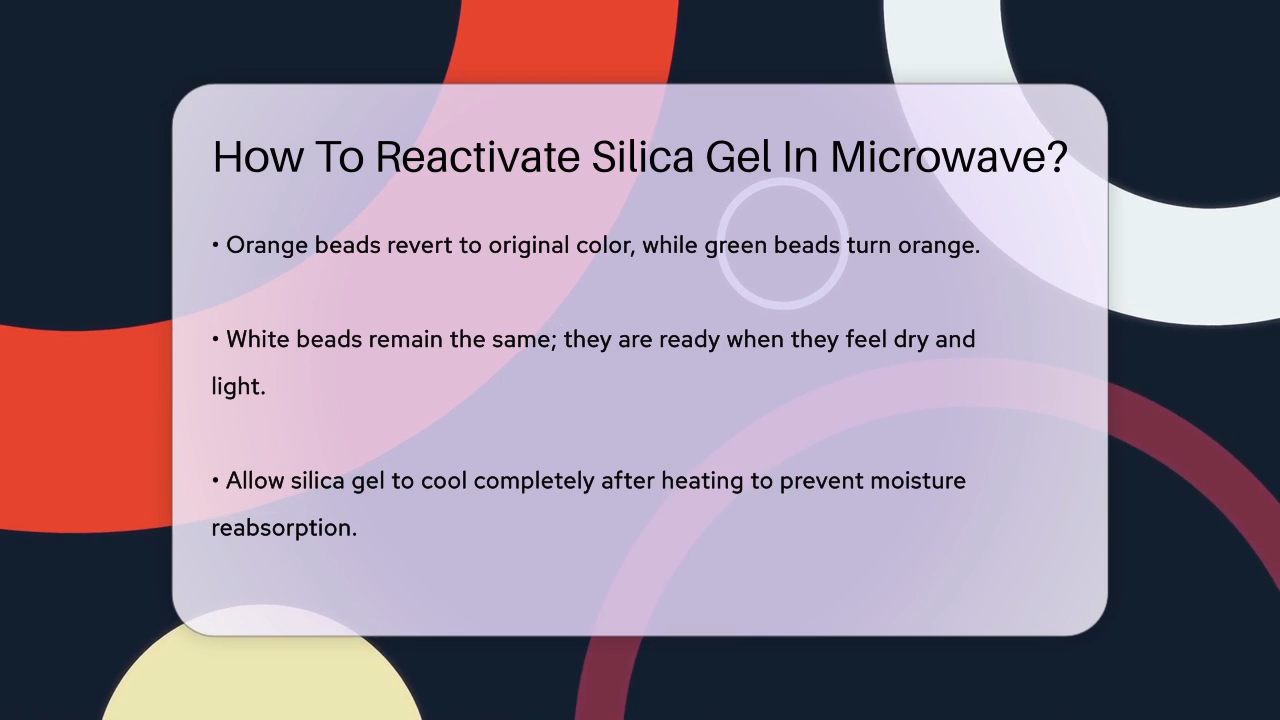 How To Reactivate Silica Gel In Microwave?
• Orange beads revert to original color, while green beads turn orange.
• White beads remain the same; they are ready when they feel dry and
light.
• Allow silica gel to cool completely after heating to prevent moisture
reabsorption.